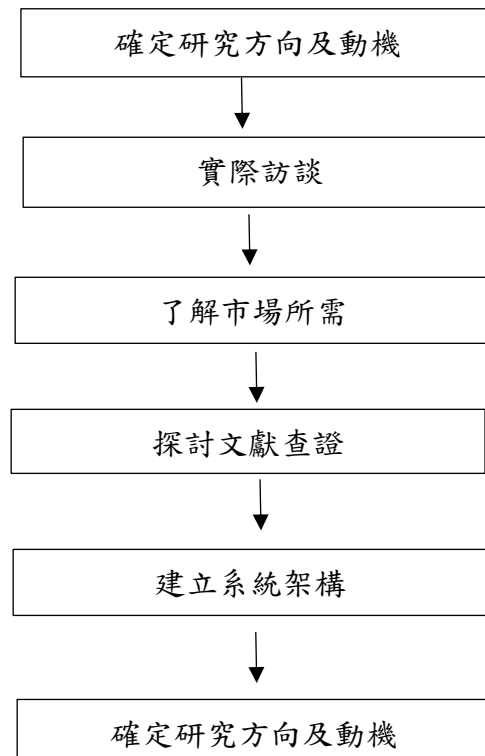 確定研究方向及動機
實際訪談
了解市場所需
探討文獻查證
建立系統架構
確定研究方向及動機